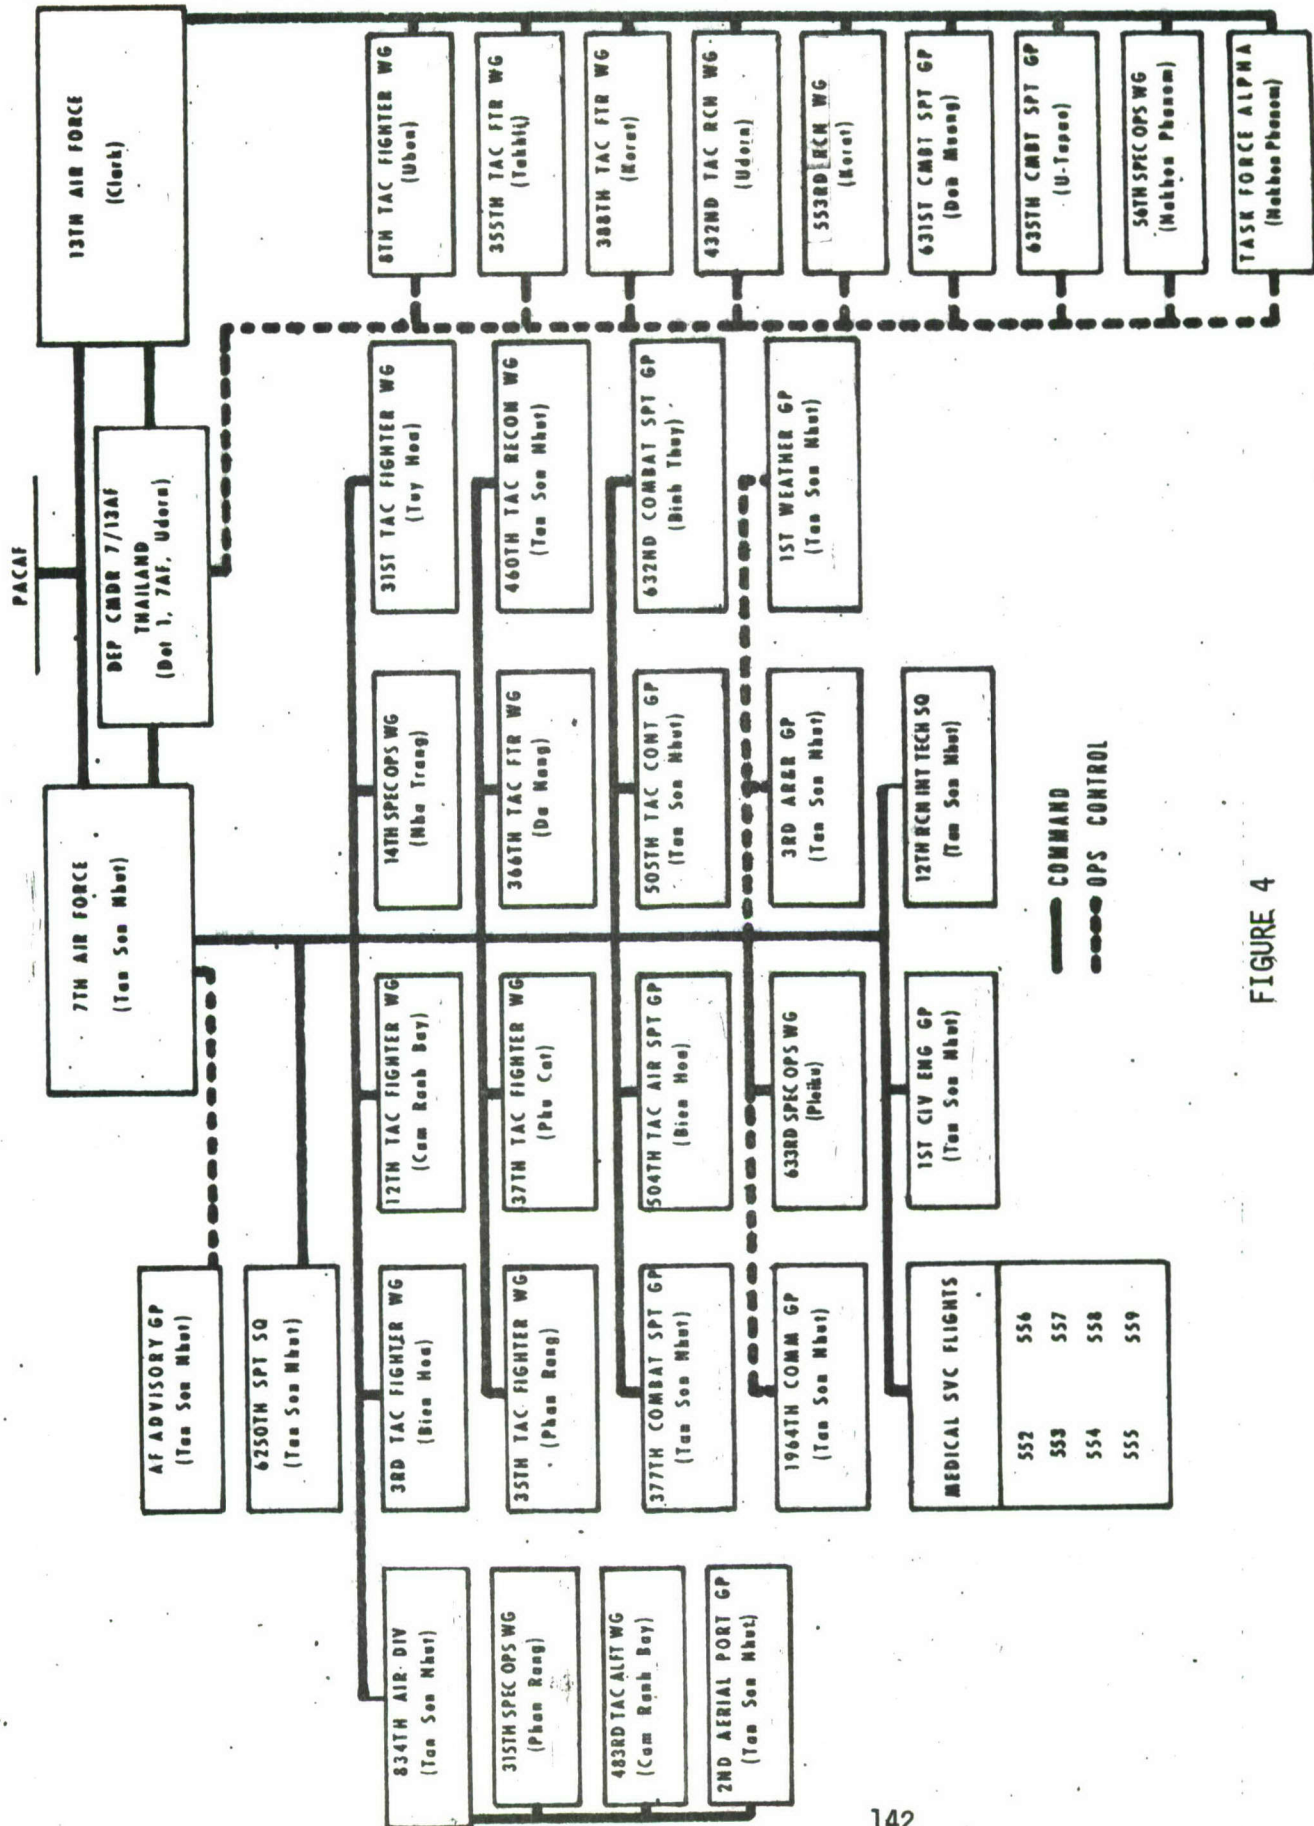 PACAF
7TH AIR FORCE
(Tan Son Nhut)
DEP CMDR 7/13AF
THAILAND
(Det 1, 7AF, Udorn)
13TH AIR FORCE
(Clark)
AF ADVISORY GP
(Tan Son Nhut)
6250TH SPT SQ
(Tan Son Nhut)
834TH AIR DIV
(Tan Son Nhut)
315TH SPEC OPS WG
(Phan Rang)
483RD TAC ALFT WG
(Cam Ranh Bay)
2ND AERIAL PORT GP
(Tan Son Nhut)
3RD TAC FIGHTER WG
(Bien Hoa)
12TH TAC FIGHTER WG
(Cam Ranh Bay)
14TH SPEC OPS WG
(Nha Trang)
31ST TAC FIGHTER WG
(Tuy Hoa)
35TH TAC FIGHTER WG
(Phan Rang)
37TH TAC FIGHTER WG
(Phu Cat)
366TH TAC FTR WG
(Da Nang)
460TH TAC RECON WG
(Tan Son Nhut)
377TH COMBAT SPT GP
(Tan Son Nhut)
504TH TAC AIR SPT GP
(Bien Hoa)
505TH TAC CONT GP
(Tan Son Nhut)
632ND COMBAT SPT GP
(Binh Thuy)
1964TH COMM GP
(Tan Son Nhut)
633RD SPEC OPS WG
(Pleiku)
3RD AR&R GP
(Tan Son Nhut)
1ST WEATHER GP
(Tan Son Nhut)
MEDICAL SVC FLIGHTS
552 556
553 557
554 558
555 559
1ST CIV ENG GP
(Tan Son Nhut)
12TH RCN INT TECH SQ
(Tan Son Nhut)
8TH TAC FIGHTER WG
(Ubon)
355TH TAC FTR WG
(Takhli)
388TH TAC FTR WG
(Korat)
432ND TAC RCN WG
(Udorn)
553RD RCN WG
(Korat)
631ST CMBT SPT GP
(Don Muang)
635TH CMBT SPT GP
(U-Tapao)
56TH SPEC OPS WG
(Nakhon Phanom)
TASK FORCE ALPHA
(Nakhon Phanom)
COMMAND
OPS CONTROL
FIGURE 4
142